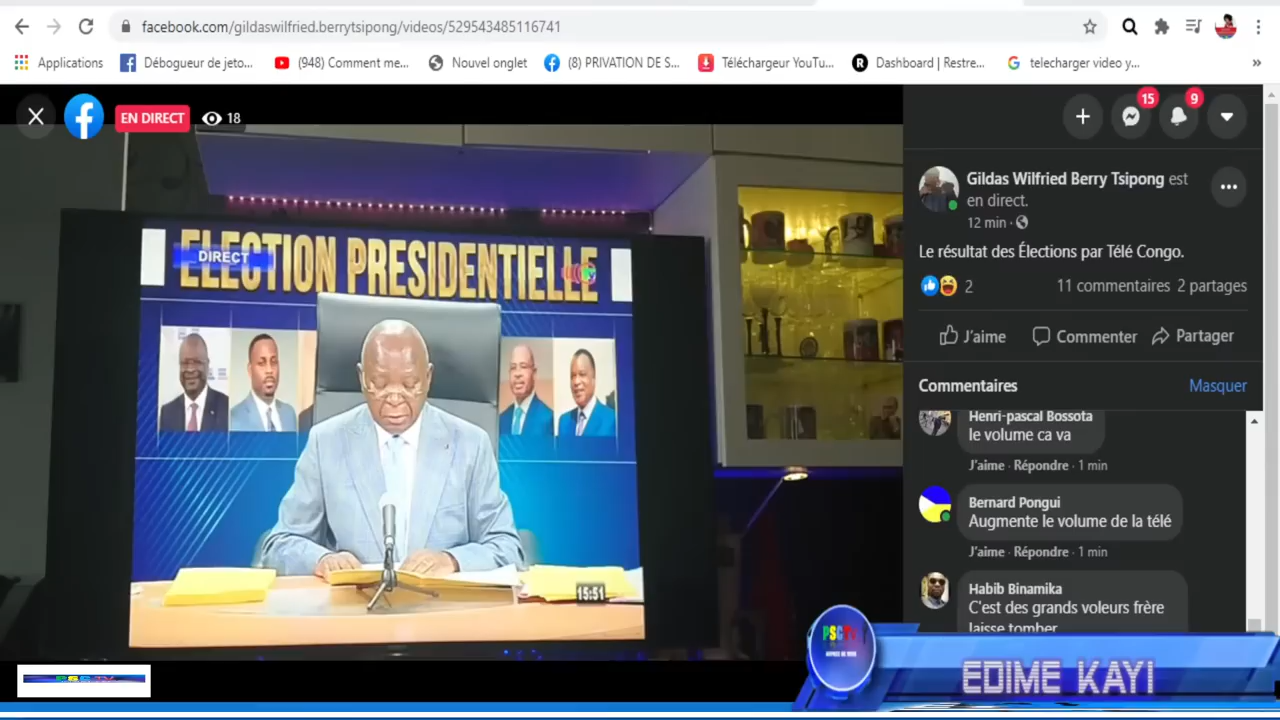 facebook.com/gildaswilfried.berrytsipong/videos/529543485116741
Applications
Débogueur de jeto...
(948) Comment me...
Nouvel onglet
(8) PRIVATION DE S...
Téléchargeur YouTu...
Dashboard | Restre...
telecharger video y...
»
EN DIRECT
18
15
9
ELECTION PRESIDENTIELLE
DIRECT
15:51
Gildas Wilfried Berry Tsipong est
en direct.
12 min ·
Le résultat des Élections par Télé Congo.
2
11 commentaires 2 partages
J'aime
Commenter
Partager
Commentaires
Masquer
Henri-pascal Bossota
le volume ca va
J'aime · Répondre · 1 min
Bernard Pongui
Augmente le volume de la télé
J'aime · Répondre · 1 min
Habib Binamika
C'est des grands voleurs frère
laisse tomber
EDIME KAYI